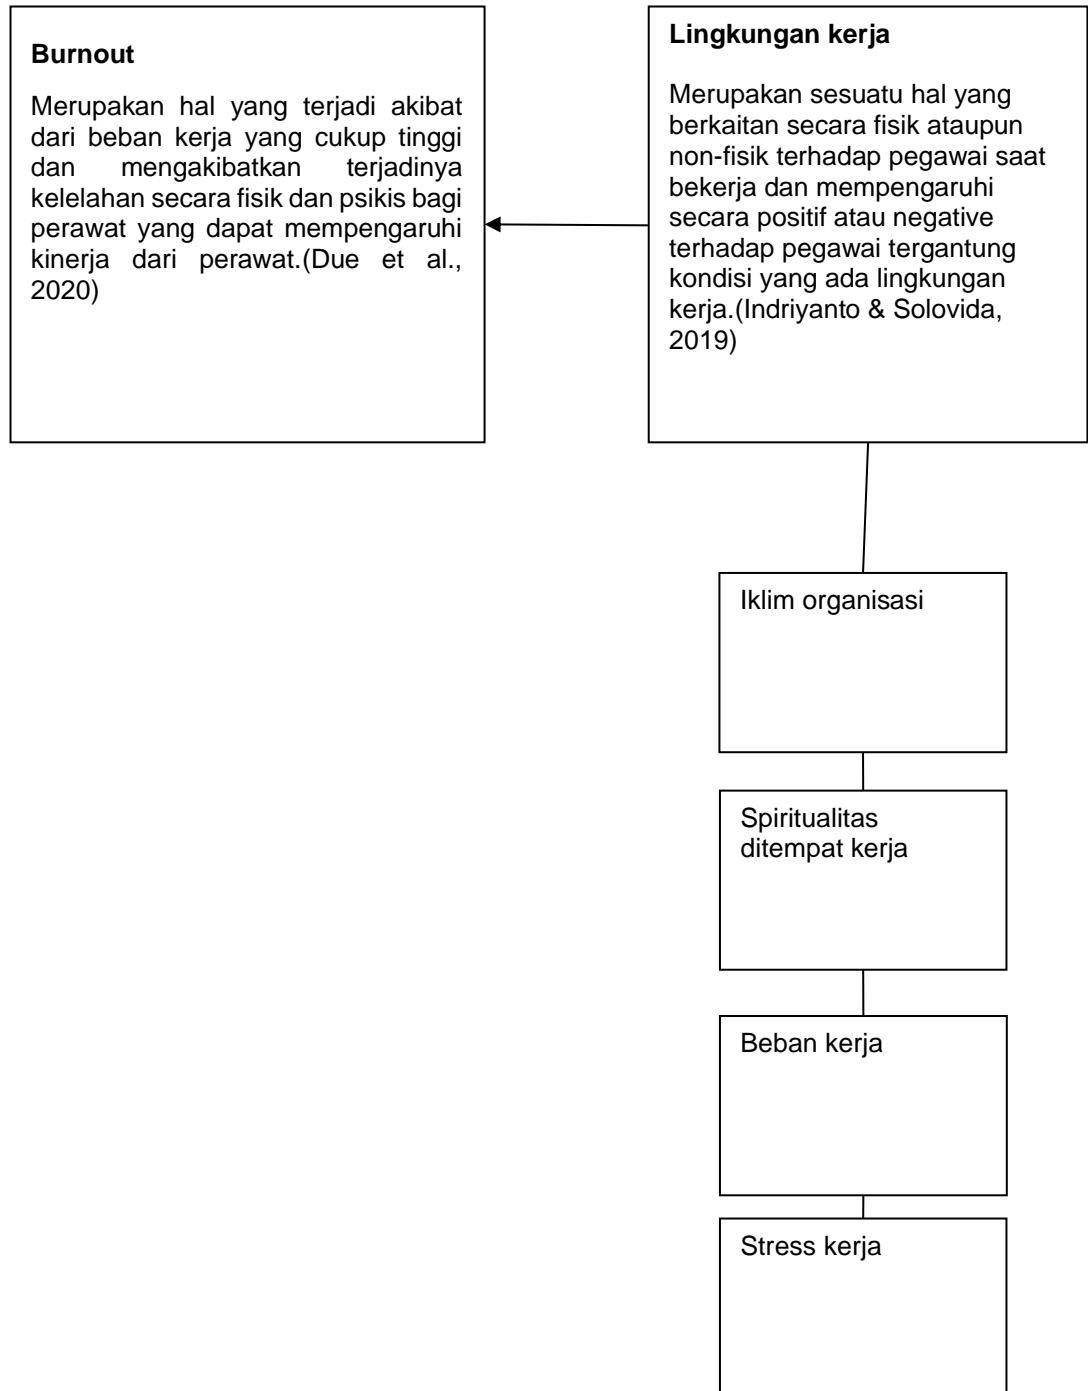 Burnout
Merupakan hal yang terjadi akibat
dari beban kerja yang cukup tinggi
dan mengakibatkan terjadinya
kelelahan secara fisik dan psikis bagi
perawat yang dapat mempengaruhi
kinerja dari perawat.(Due et al.,
2020)
Lingkungan kerja
Merupakan sesuatu hal yang
berkaitan secara fisik ataupun
non-fisik terhadap pegawai saat
bekerja dan mempengaruhi
secara positif atau negative
terhadap pegawai tergantung
kondisi yang ada lingkungan
kerja.(Indriyanto & Solovida,
2019)
Iklim organisasi
Spiritualitas
ditempat kerja
Beban kerja
Stress kerja